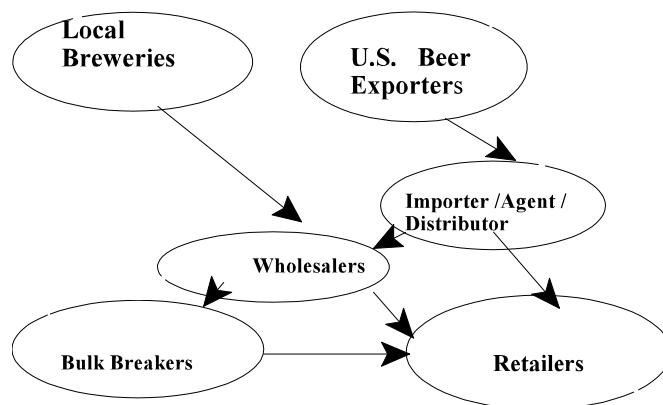 Local
Breweries
U.S. Beer
Exporters
Importer /Agent /
Distributor
Wholesalers
Bulk Breakers
Retailers